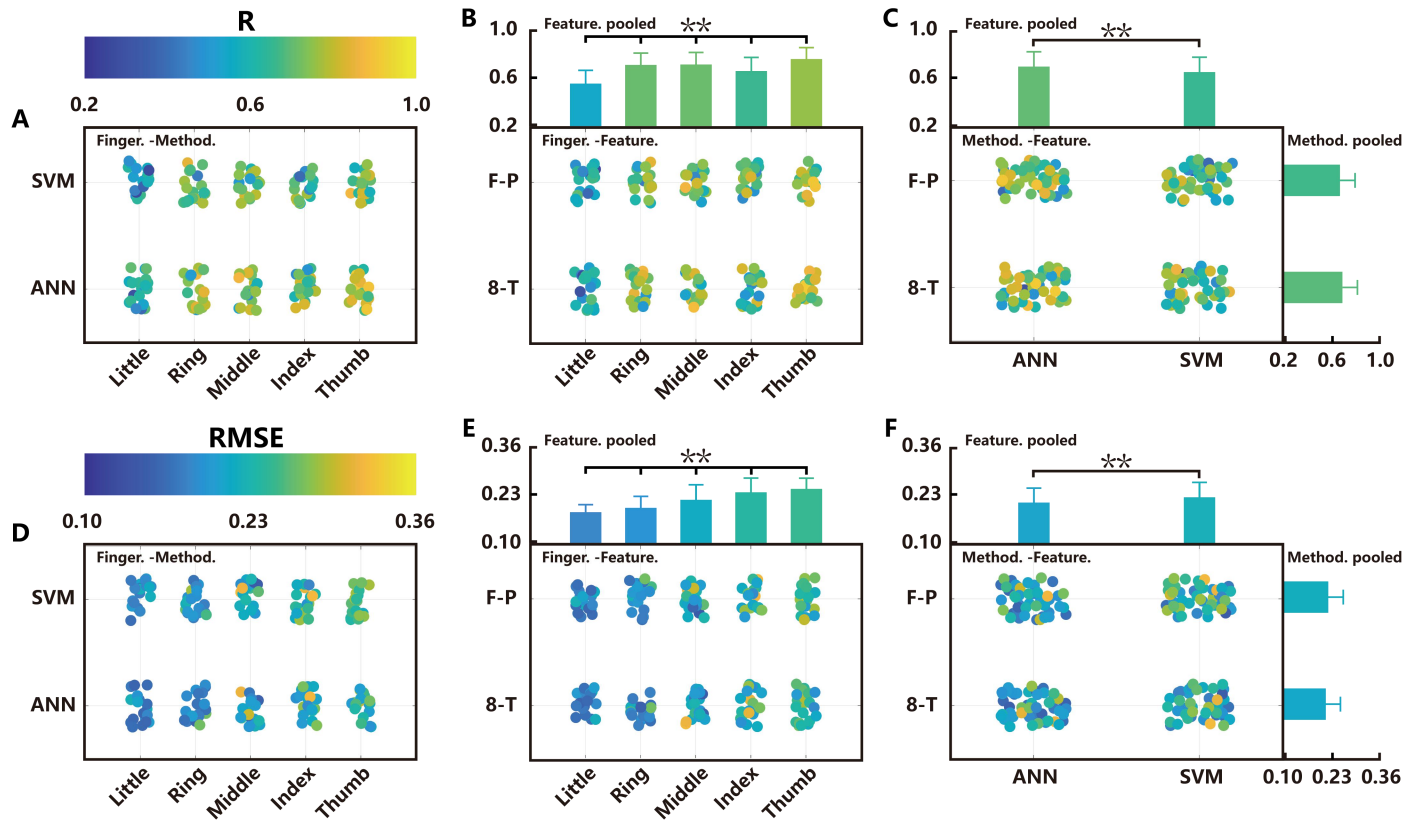 R
0.2 0.6 1.0
A
Finger. -Method.
SVM
ANN
Little Ring Middle Index Thumb
B
1.0
0.6
0.2
Feature. pooled
**
Finger. -Feature.
F-P
8-T
Little Ring Middle Index Thumb
C
1.0
0.6
0.2
Feature. pooled
**
Method. -Feature.
Method. pooled
F-P
8-T
ANN SVM
0.2 0.6 1.0
RMSE
0.10 0.23 0.36
D
Finger. -Method.
SVM
ANN
Little Ring Middle Index Thumb
E
0.36
0.23
0.10
Feature. pooled
**
Finger. -Feature.
F-P
8-T
Little Ring Middle Index Thumb
F
0.36
0.23
0.10
Feature. pooled
**
Method. -Feature.
Method. pooled
F-P
8-T
ANN SVM
0.10 0.23 0.36